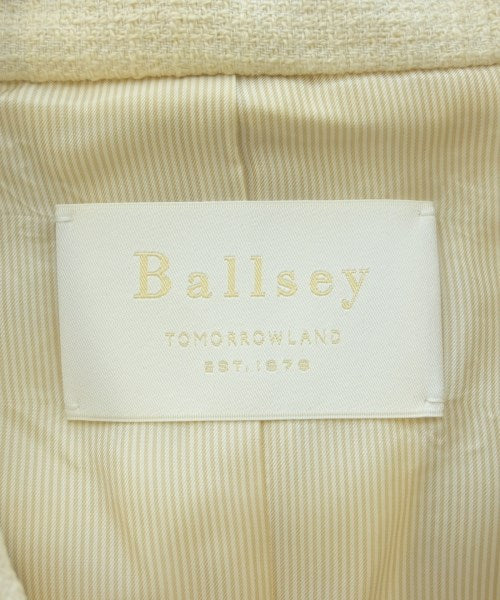 Ballsey
TOMORROWLAND
EST. 1978